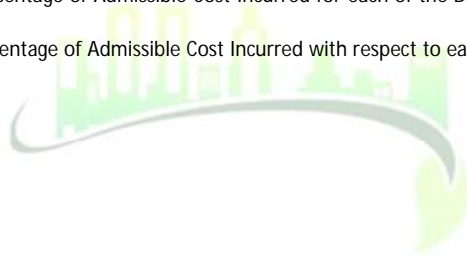 centage of Admissible Cost Incurred for each of the D
entage of Admissible Cost Incurred with respect to ea